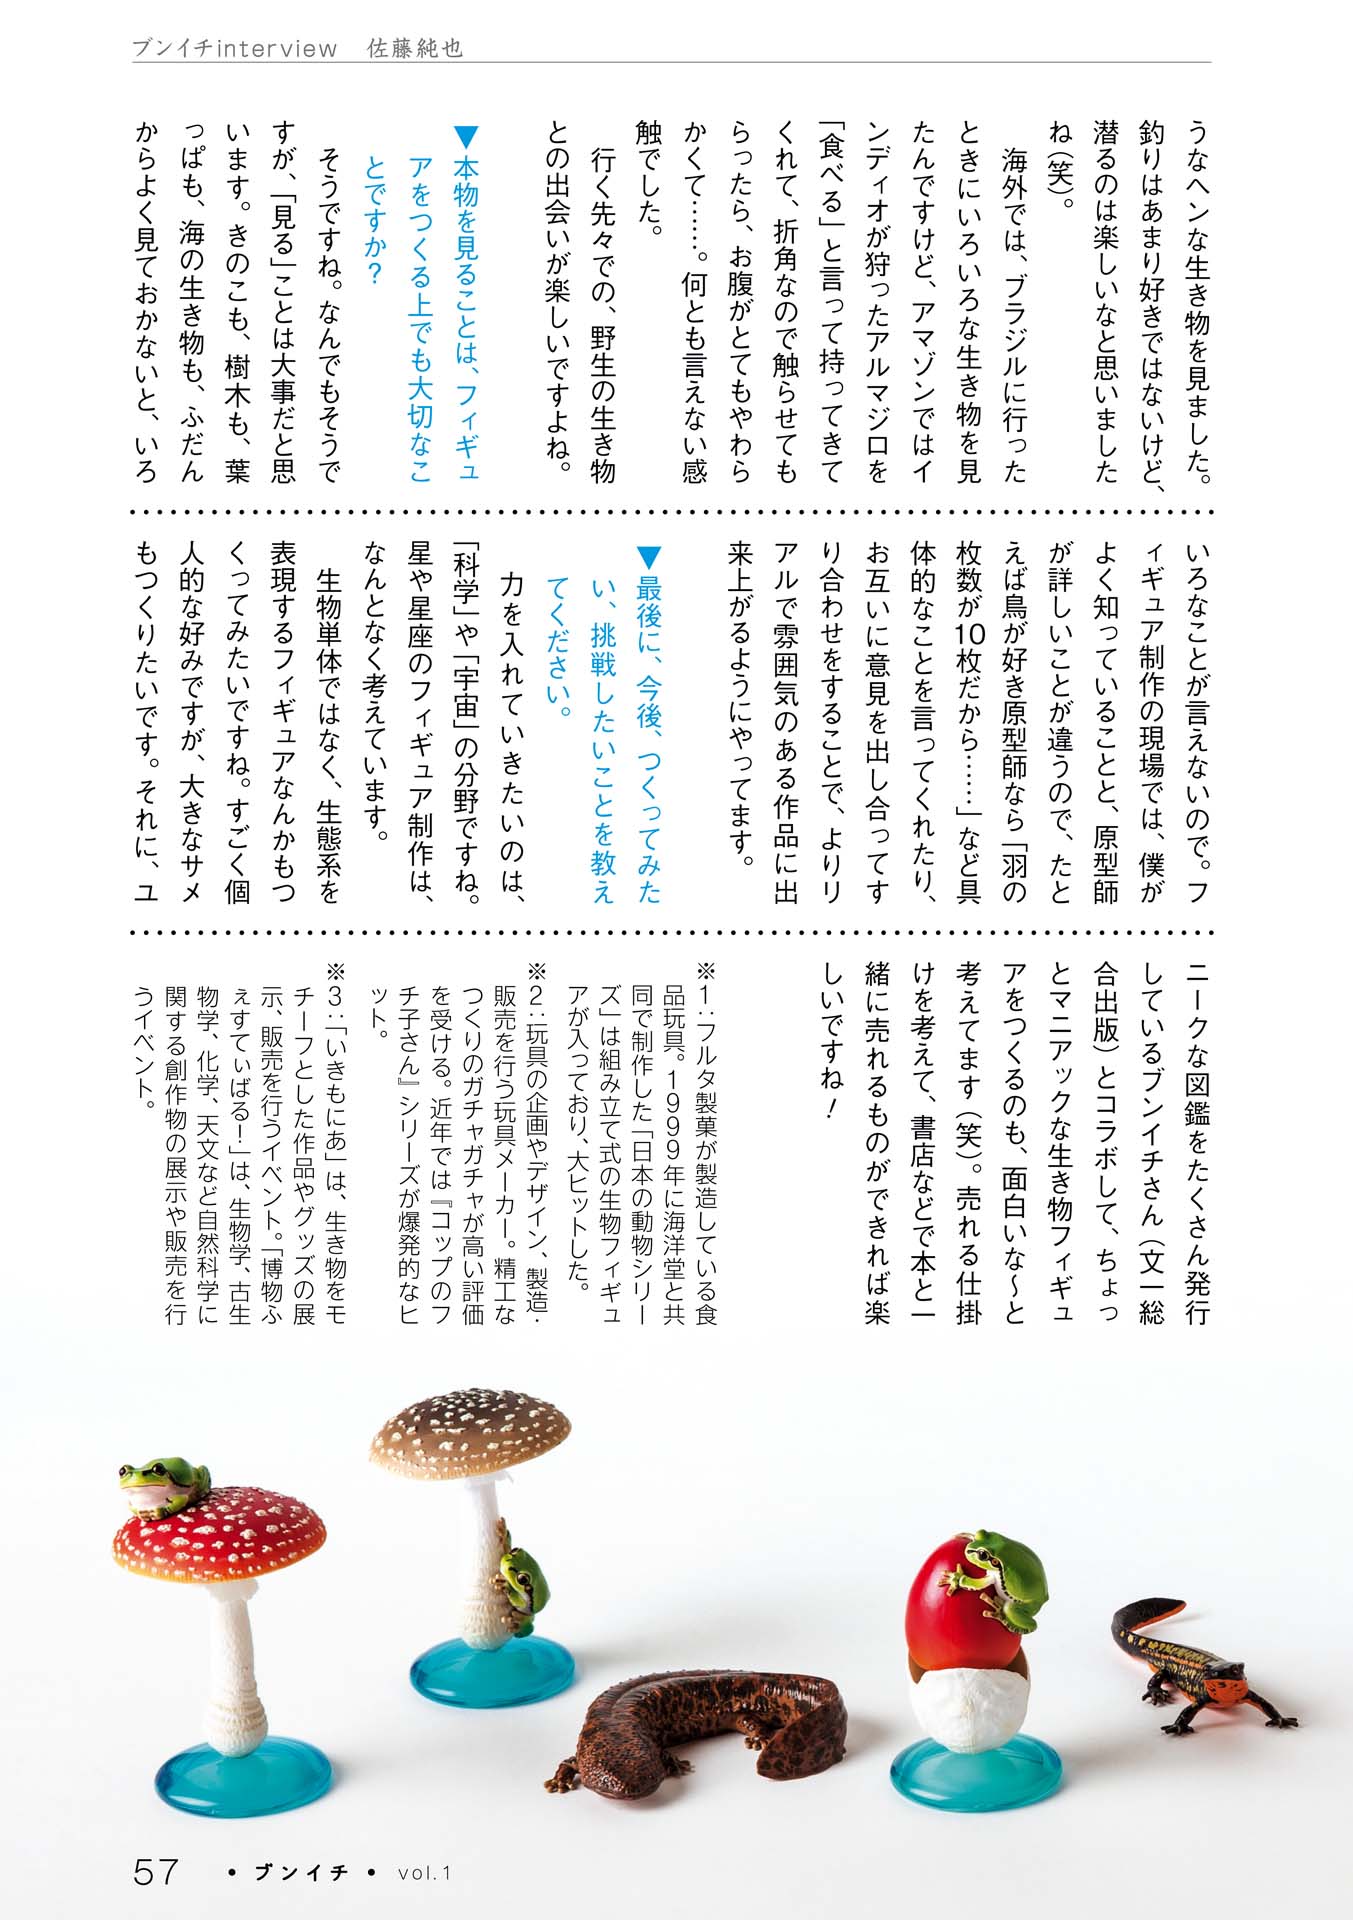 ブンイチinterview　佐藤純也
うなヘンな生き物を見ました。
釣りはあまり好きではないけど、
潜るのは楽しいなと思いました
ね（笑）。
　海外では、ブラジルに行った
ときにいろいろな生き物を見
たんですけど、アマゾンではイ
ンディオが狩ったアルマジロを
「食べる」と言って持ってきて
くれて、折角なので触らせても
らったら、お腹がとてもやわら
かくて……。何とも言えない感
触でした。
　行く先々での、野生の生き物
との出会いが楽しいですよね。
▼本物を見ることは、フィギュ
アをつくる上でも大切なこ
とですか？
　そうですね。なんでもそうで
すが、「見る」ことは大事だと思
います。きのこも、樹木も、葉
っぱも、海の生き物も、ふだん
からよく見ておかないと、いろ
いろなことが言えないので。フ
ィギュア制作の現場では、僕が
よく知っていることと、原型師
が詳しいことが違うので、たと
えば鳥が好き原型師なら「羽の
枚数が10枚だから……」など具
体的なことを言ってくれたり、
お互いに意見を出し合ってす
り合わせをすることで、よりリ
アルで雰囲気のある作品に出
来上がるようにやってます。
▼最後に、今後、つくってみた
い、挑戦したいことを教え
てください。
　力を入れていきたいのは、
「科学」や「宇宙」の分野ですね。
星や星座のフィギュア制作は、
なんとなく考えています。
　生物単体ではなく、生態系を
表現するフィギュアなんかもつ
くってみたいですね。すごく個
人的な好みですが、大きなサメ
もつくりたいです。それに、ユ
ニークな図鑑をたくさん発行
しているブンイチさん（文一総
合出版）とコラボして、ちょっ
とマニアックな生き物フィギュ
アをつくるのも、面白いな〜と
考えてます（笑）。売れる仕掛
けを考えて、書店などで本と一
緒に売れるものができれば楽
しいですね！
※1：フルタ製菓が製造している食
品玩具。1999年に海洋堂と共
同で制作した「日本の動物シリー
ズ」は組み立て式の生物フィギュ
アが入っており、大ヒットした。
※2：玩具の企画やデザイン、製造・
販売を行う玩具メーカー。精工な
つくりのガチャガチャが高い評価
を受ける。近年では『コップのフ
チ子さん』シリーズが爆発的なヒ
ット。
※3：「いきもにあ」は、生き物をモ
チーフとした作品やグッズの展
示、販売を行うイベント。「博物ふ
ぇすてぃばる！」は、生物学、古生
物学、化学、天文など自然科学に
関する創作物の展示や販売を行
うイベント。
57　・ブンイチ・　vol.1